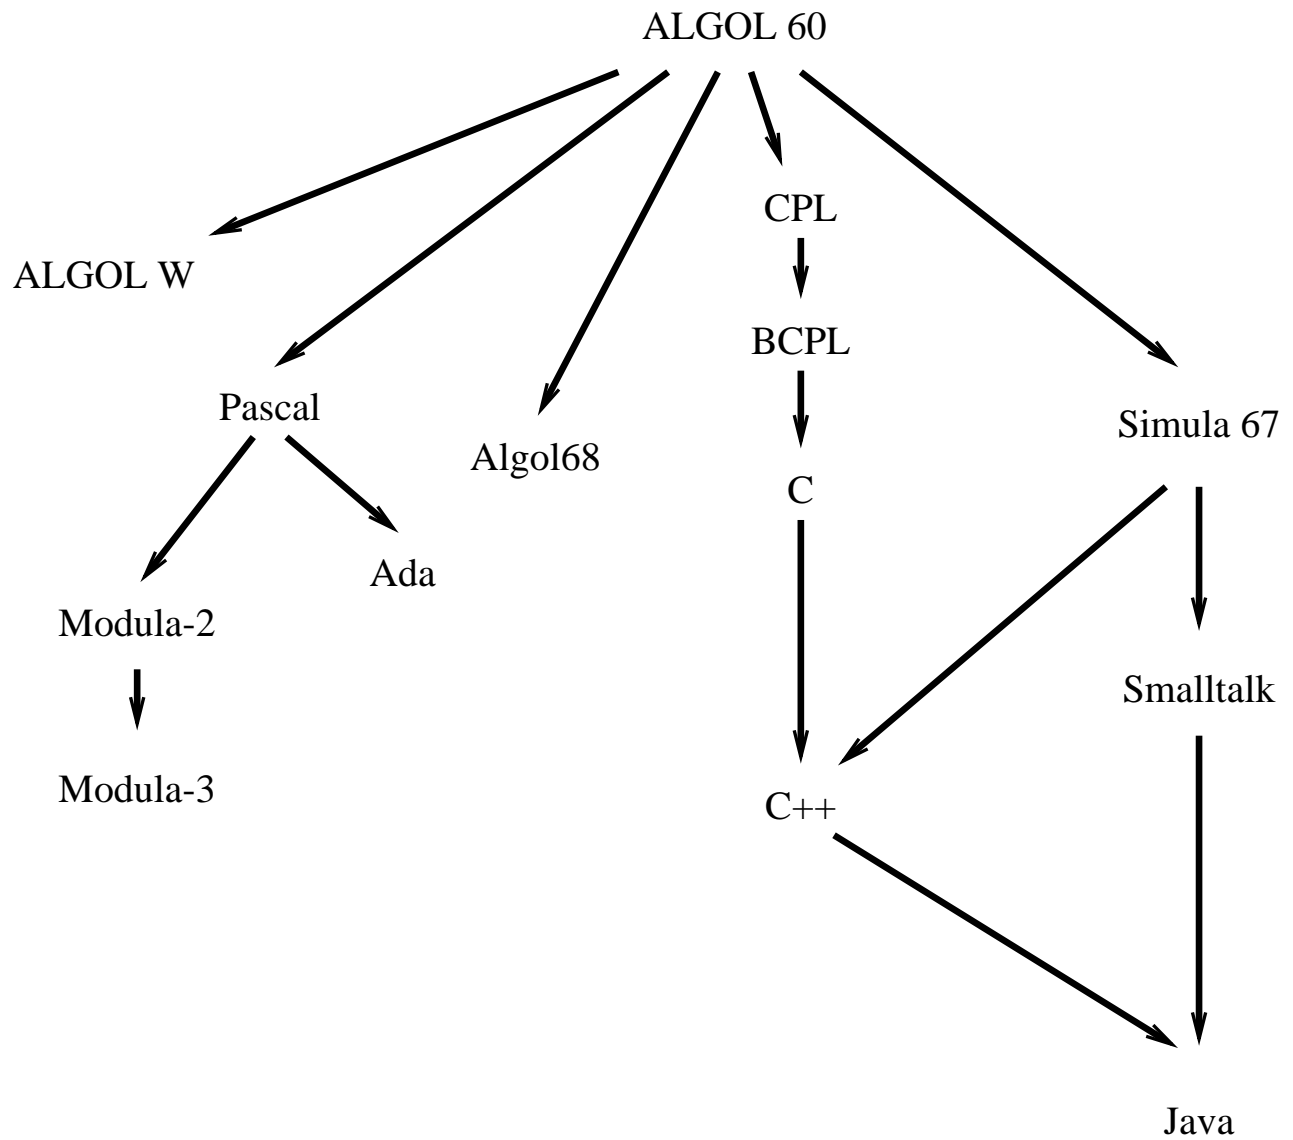 ALGOL 60
CPL
ALGOL W
BCPL
Pascal
Simula 67
Algol68
C
Ada
Modula-2
Smalltalk
Modula-3
C++
Java